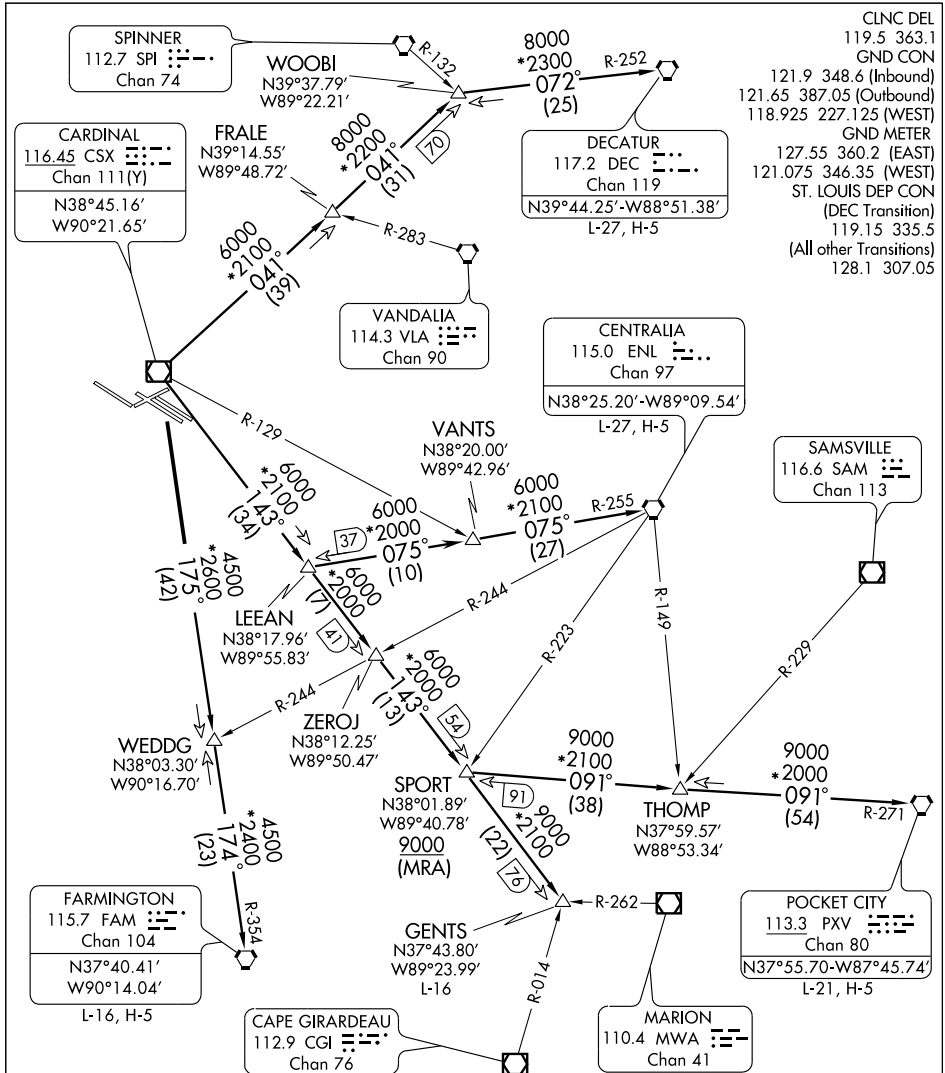 SPINNER
112.7 SPI
Chan 74
R-132
WOOBI
N39°37.79'
W89°22.21'
8000
*2300
072°
(25)
R-252
CLNC DEL
119.5 363.1
GND CON
121.9 348.6 (Inbound)
121.65 387.05 (Outbound)
118.925 227.125 (WEST)
GND METER
127.55 360.2 (EAST)
121.075 346.35 (WEST)
ST. LOUIS DEP CON
(DEC Transition)
119.15 335.5
(All other Transitions)
128.1 307.05
CARDINAL
116.45 CSX
Chan 111(Y)
N38°45.16'
W90°21.65'
FRALE
N39°14.55'
W89°48.72'
8000
*2200
041°
(31)
70
DECATUR
117.2 DEC
Chan 119
N39°44.25'-W88°51.38'
L-27, H-5
6000
*2100
041°
(39)
R-283
VANDALIA
114.3 VLA
Chan 90
CENTRALIA
115.0 ENL
Chan 97
N38°25.20'-W89°09.54'
L-27, H-5
R-129
VANTS
N38°20.00'
W89°42.96'
SAMSVILLE
116.6 SAM
Chan 113
6000
*2100
143°
(34)
37
6000
*2000
075°
(10)
6000
*2100
075°
(27)
R-255
4500
*2600
175°
(42)
LEEAN
N38°17.96'
W89°55.83'
6000
*2000
(7)
41
R-244
R-223
R-149
R-229
R-244
ZEROJ
N38°12.25'
W89°50.47'
6000
*2000
143°
(13)
54
WEDDG
N38°03.30'
W90°16.70'
SPORT
N38°01.89'
W89°40.78'
9000
(MRA)
91
9000
*2100
091°
(38)
THOMP
N37°59.57'
W88°53.34'
9000
*2000
091°
(54)
R-271
4500
*2400
174°
(23)
R-354
9000
*2100
(22)
76
FARMINGTON
115.7 FAM
Chan 104
N37°40.41'
W90°14.04'
L-16, H-5
GENTS
N37°43.80'
W89°23.99'
L-16
R-262
R-014
POCKET CITY
113.3 PXV
Chan 80
N37°55.70-W87°45.74'
L-21, H-5
CAPE GIRARDEAU
112.9 CGI
Chan 76
MARION
110.4 MWA
Chan 41